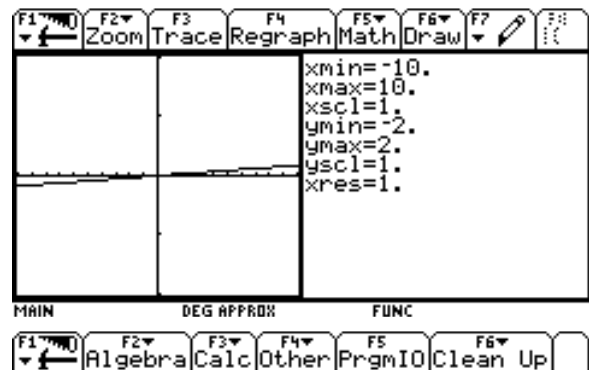 F1 F2 Zoom F3 Trace F4 Regraph F5 Math F6 Draw F7
xmin=-10.
xmax=10.
xscl=1.
ymin=-2.
ymax=2.
yscl=1.
xres=1.
MAIN DEG APPROX FUNC
F1 F2 Algebra F3 Calc F4 Other F5 PrgmIO F6 Clean Up